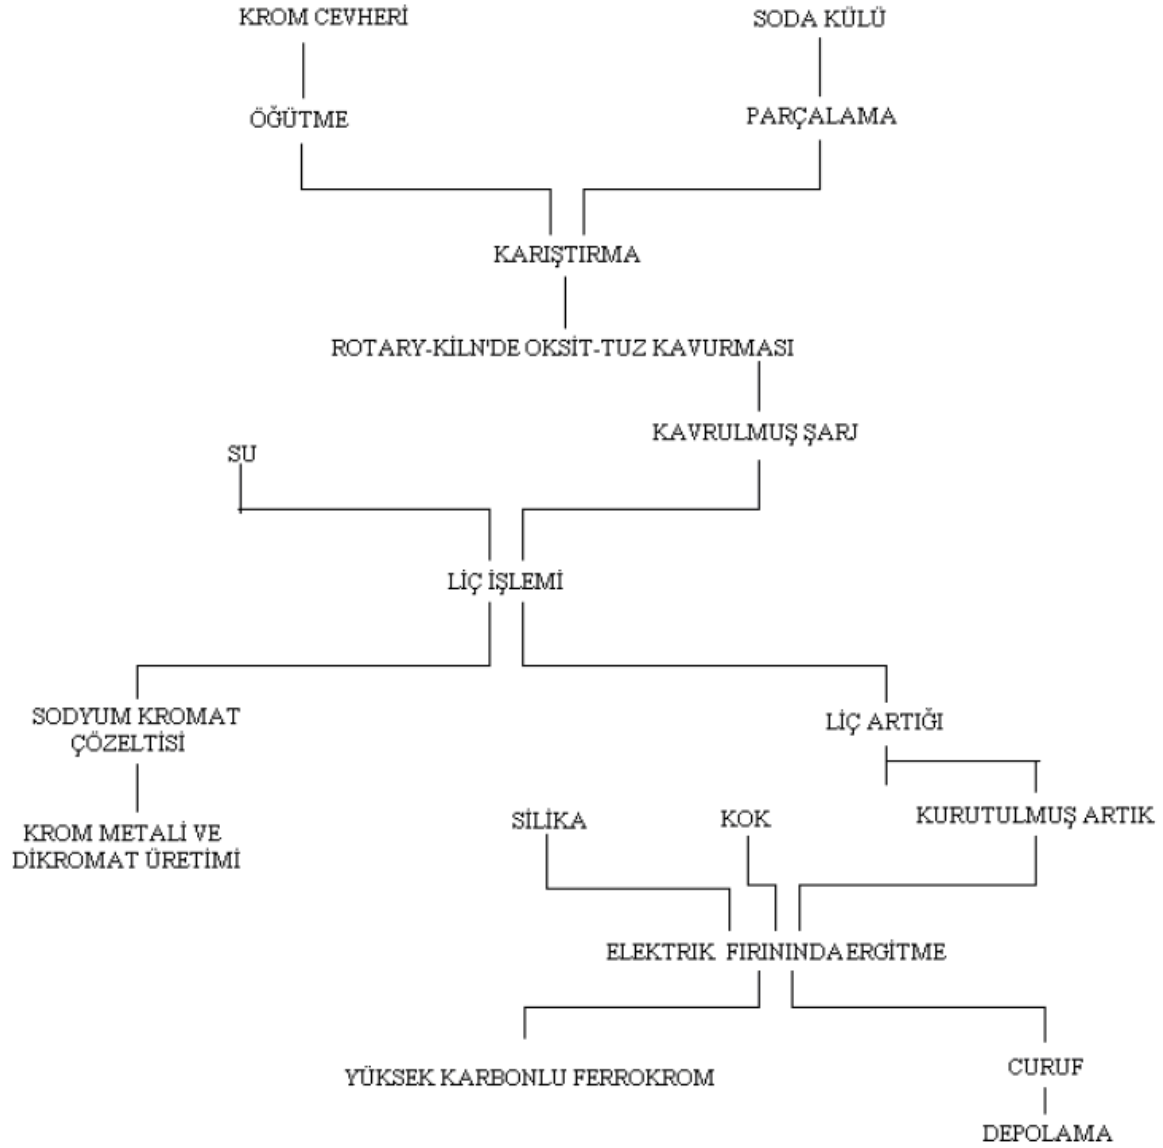 KROM CEVHERİ
SODA KÜLÜ
ÖĞÜTME
PARÇALAMA
KARIŞTIRMA
ROTARY-KİLN'DE OKSİT-TUZ KAVURMASI
KAVRULMUŞ ŞARJ
SU
LİÇ İŞLEMİ
SODYUM KROMAT
ÇÖZELTİSİ
LİÇ ARTIĞI
KROM METALİ VE
DİKROMAT ÜRETİMİ
SİLİKA
KOK
KURUTULMUŞ ARTIK
ELEKTRIK FIRININDA ERGİTME
YÜKSEK KARBONLU FERROKROM
CURUF
DEPOLAMA